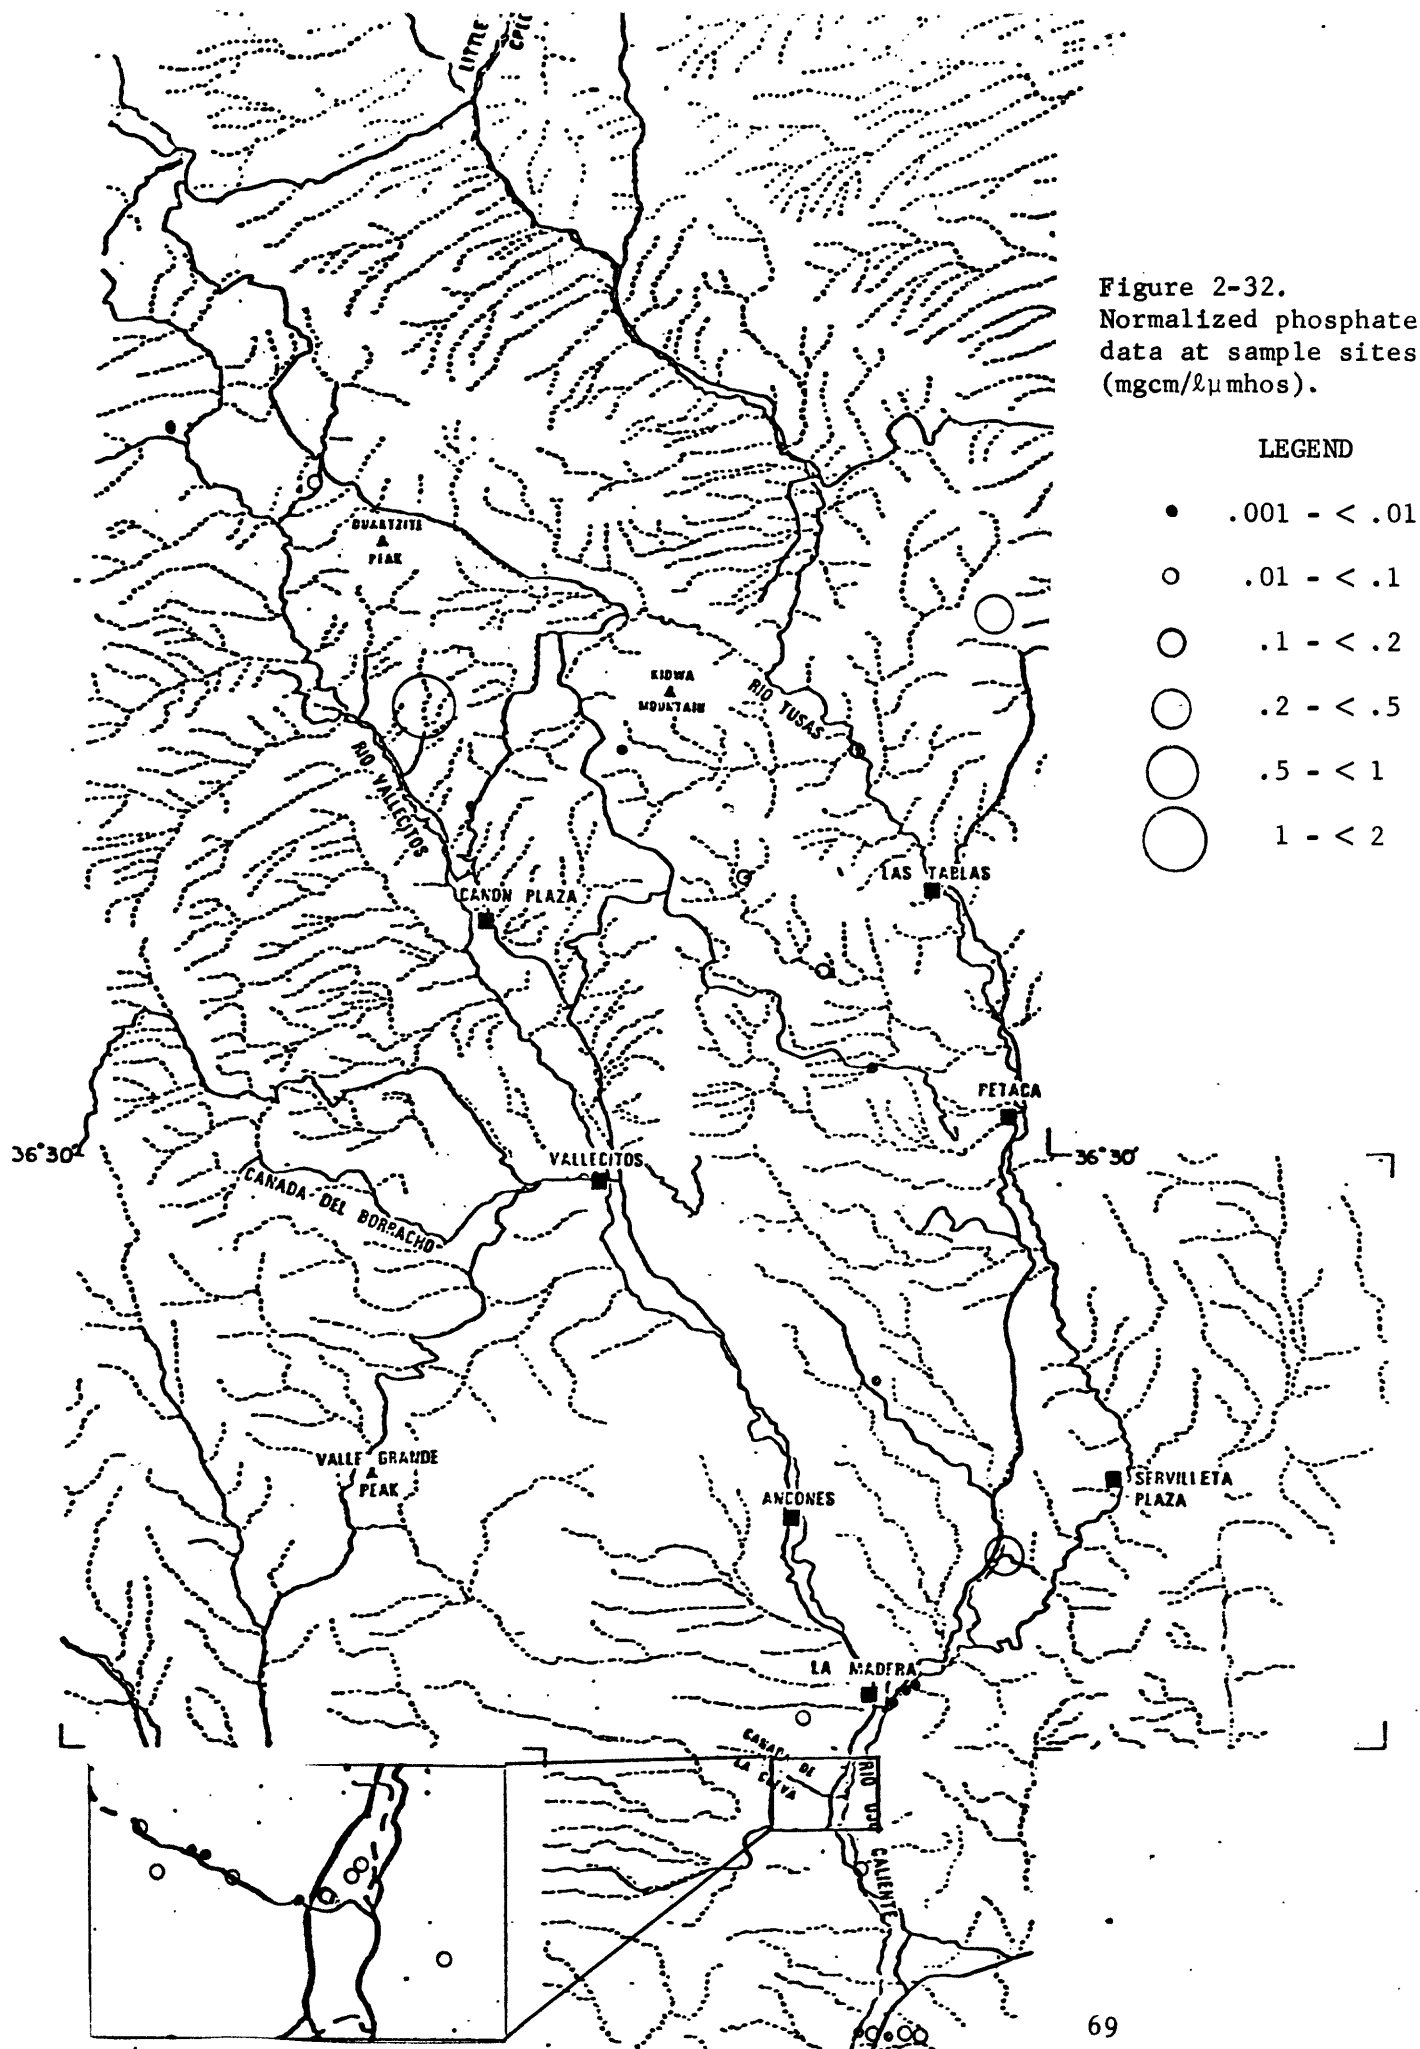 LITTLE
Figure 2-32.
Normalized phosphate
data at sample sites
(mgcm/ℓμmhos).
LEGEND
.001 - < .01
.01 - < .1
.1 - < .2
.2 - < .5
.5 - < 1
1 - < 2
QUARTZITE
PEAK
KIOWA
MOUNTAIN
RIO TUSAS
RIO VALLECITOS
LAS TABLAS
CANON PLAZA
PETACA
36°30'
36°30'
VALLECITOS
CANADA DEL BORRACHO
VALLE GRANDE
PEAK
SERVILLETA
PLAZA
ANCONES
LA MADERA
DE
RIO OJO
CALIENTE
69